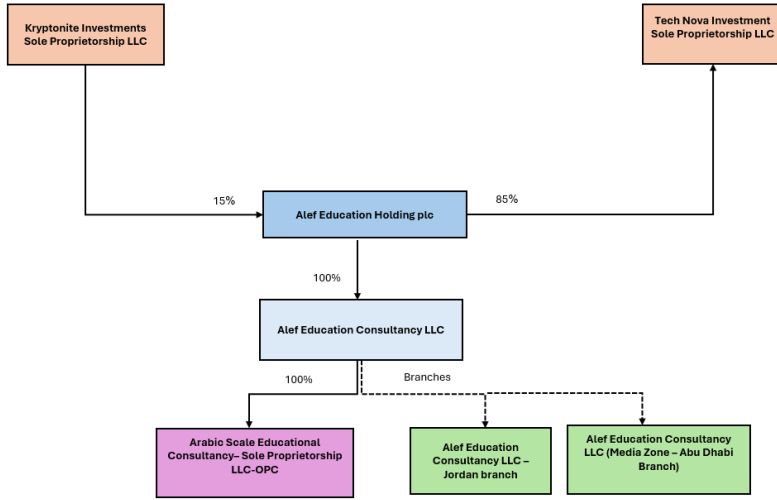 Kryptonite Investments
Sole Proprietorship LLC
Tech Nova Investment
Sole Proprietorship LLC
15%
Alef Education Holding plc
85%
100%
Alef Education Consultancy LLC
100%
Branches
Arabic Scale Educational
Consultancy– Sole Proprietorship
LLC-OPC
Alef Education
Consultancy LLC –
Jordan branch
Alef Education Consultancy
LLC (Media Zone – Abu Dhabi
Branch)